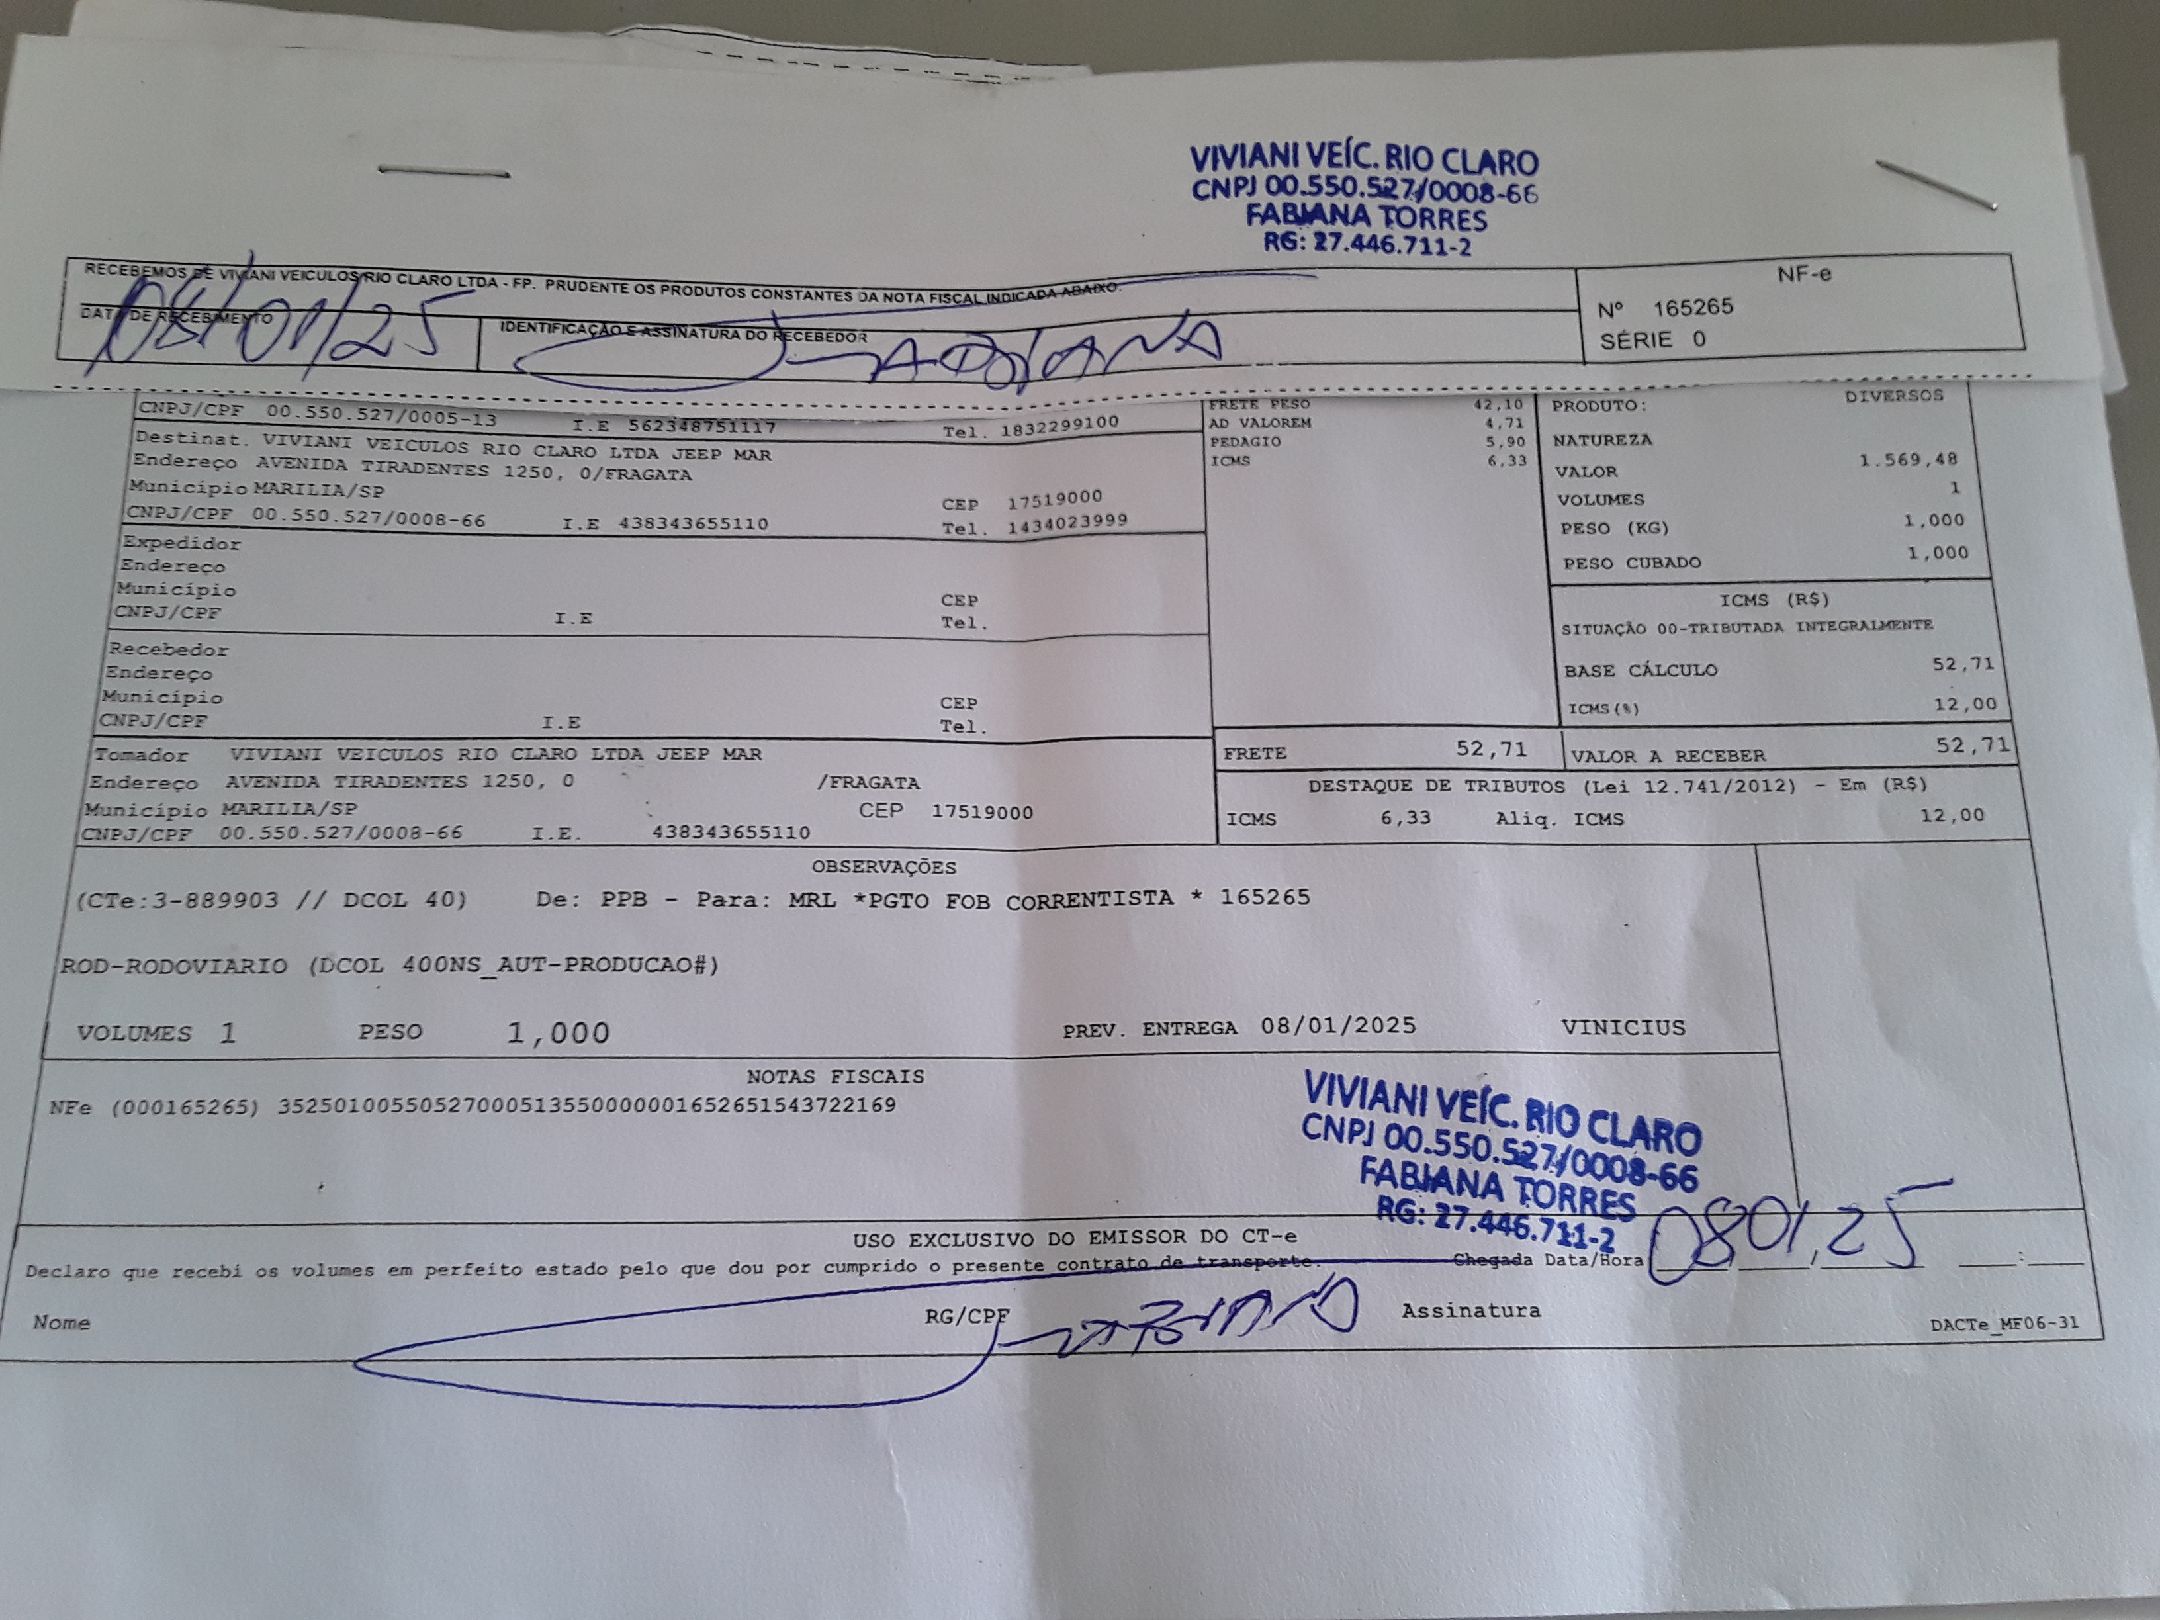 VIVIANI VEÍC. RIO CLARO
CNPJ 00.550.527/0008-66
FABIANA TORRES
RG: 27.446.711-2
RECEBEMOS DE VIVIANI VEICULOS RIO CLARO LTDA - FP. PRUDENTE OS PRODUTOS CONSTANTES DA NOTA FISCAL INDICADA ABAIXO.
DATA DE RECEBIMENTO
08/01/25
IDENTIFICAÇÃO E ASSINATURA DO RECEBEDOR
FABIANA
NF-e
Nº 165265
SÉRIE 0
CNPJ/CPF 00.550.527/0005-13 I.E 562348751117 Tel. 1832299100
Destinat. VIVIANI VEICULOS RIO CLARO LTDA JEEP MAR
Endereço AVENIDA TIRADENTES 1250, 0/FRAGATA
Município MARILIA/SP CEP 17519000
CNPJ/CPF 00.550.527/0008-66 I.E 438343655110 Tel. 1434023999
Expedidor
Endereço
Município CEP
CNPJ/CPF I.E Tel.
Recebedor
Endereço
Município CEP
CNPJ/CPF I.E Tel.
Tomador VIVIANI VEICULOS RIO CLARO LTDA JEEP MAR
Endereço AVENIDA TIRADENTES 1250, 0 /FRAGATA
Município MARILIA/SP CEP 17519000
CNPJ/CPF 00.550.527/0008-66 I.E. 438343655110
FRETE PESO 42,10
AD VALOREM 4,71
PEDAGIO 5,90
ICMS 6,33
PRODUTO: DIVERSOS
NATUREZA
VALOR 1.569,48
VOLUMES 1
PESO (KG) 1,000
PESO CUBADO 1,000
ICMS (R$)
SITUAÇÃO 00-TRIBUTADA INTEGRALMENTE
BASE CÁLCULO 52,71
ICMS(%) 12,00
FRETE 52,71 VALOR A RECEBER 52,71
DESTAQUE DE TRIBUTOS (Lei 12.741/2012) - Em (R$)
ICMS 6,33 Aliq. ICMS 12,00
OBSERVAÇÕES
(CTe:3-889903 // DCOL 40) De: PPB - Para: MRL *PGTO FOB CORRENTISTA * 165265
ROD-RODOVIARIO (DCOL 400NS_AUT-PRODUCAO#)
VOLUMES 1 PESO 1,000 PREV. ENTREGA 08/01/2025 VINICIUS
NOTAS FISCAIS
NFe (000165265) 35250100550527000513550000001652651543722169
VIVIANI VEÍC. RIO CLARO
CNPJ 00.550.527/0008-66
FABIANA TORRES
RG: 27.446.711-2
USO EXCLUSIVO DO EMISSOR DO CT-e
Declaro que recebi os volumes em perfeito estado pelo que dou por cumprido o presente contrato de transporte. Chegada Data/Hora 08 01 25 :
Nome RG/CPF FABIANA Assinatura
DACTe_MF06-31